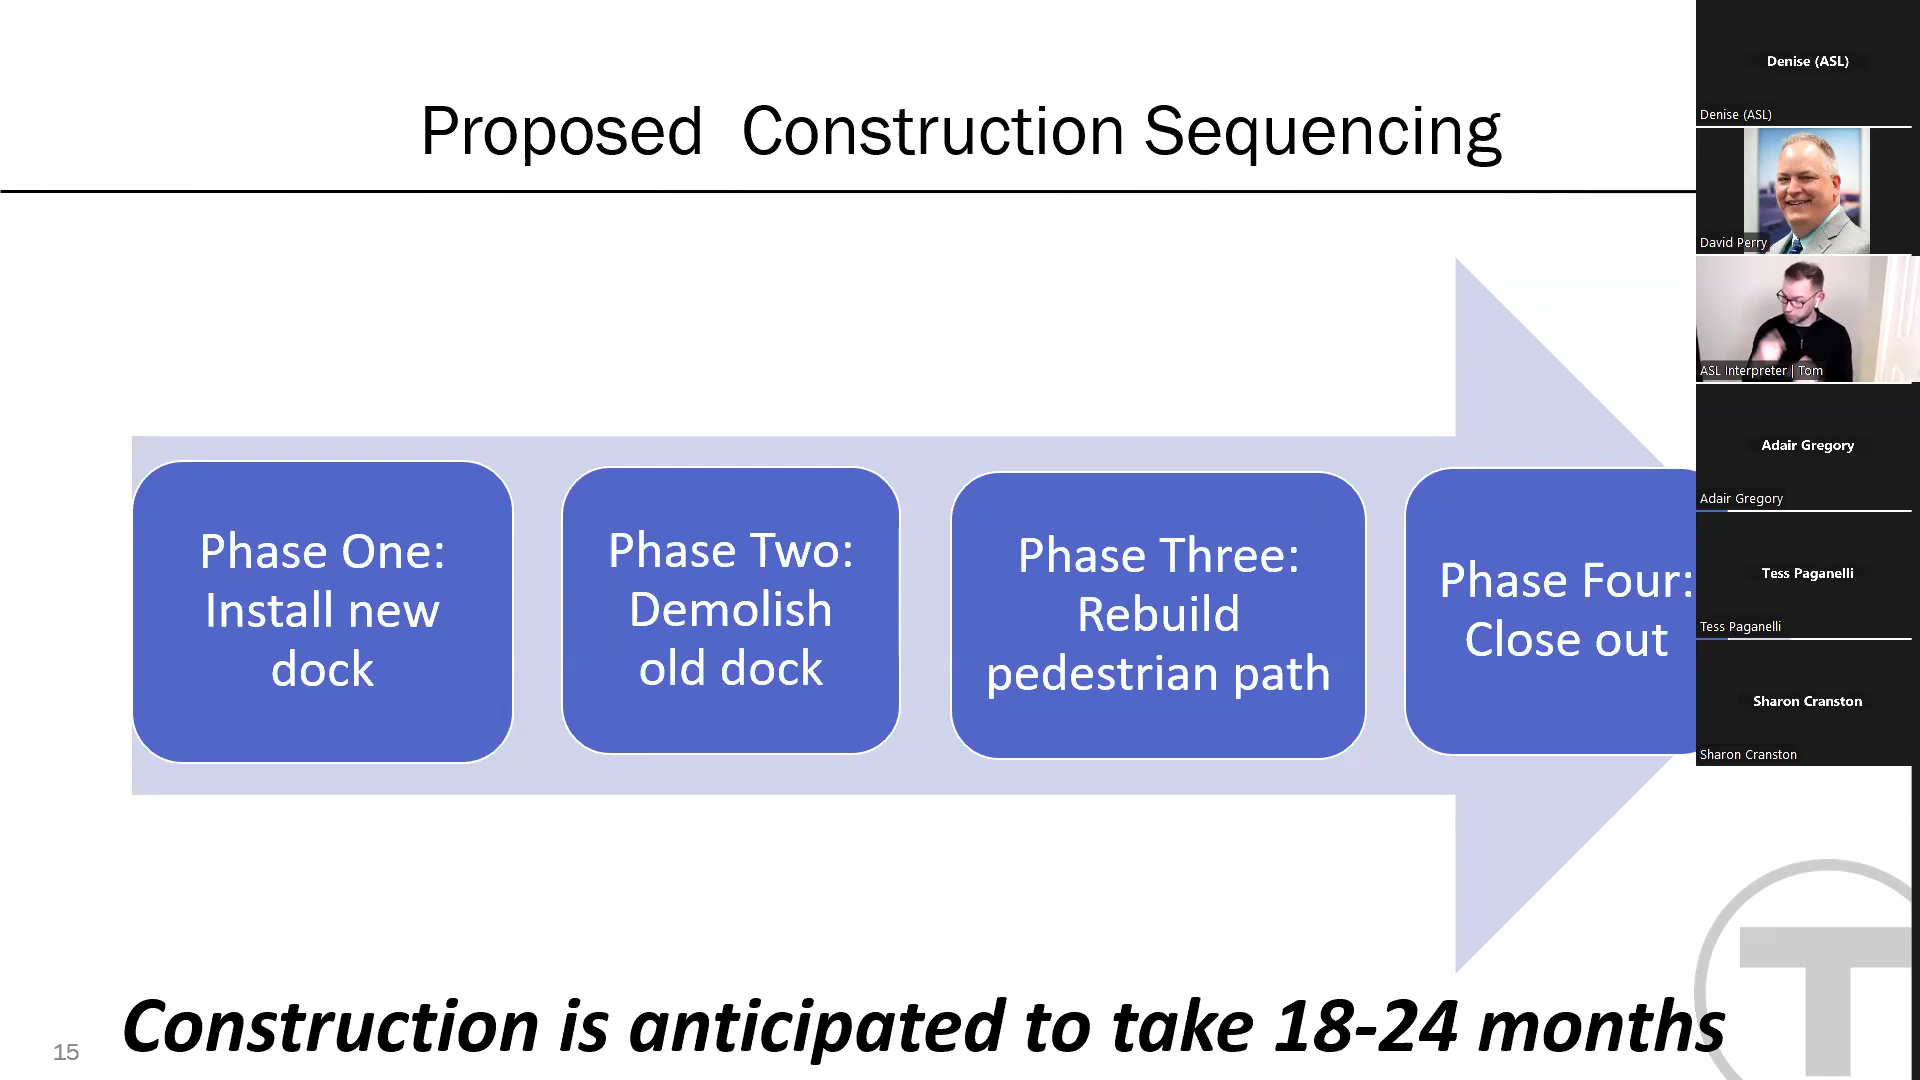 Proposed  Construction Sequencing
Phase One:
Install new
dock
Phase Two:
Demolish
old dock
Phase Three:
Rebuild
pedestrian path
Phase Four:
Close out
Construction is anticipated to take 18-24 months
15
T
Denise (ASL)
Denise (ASL)
David Perry
ASL Interpreter | Tom
Adair Gregory
Adair Gregory
Tess Paganelli
Tess Paganelli
Sharon Cranston
Sharon Cranston